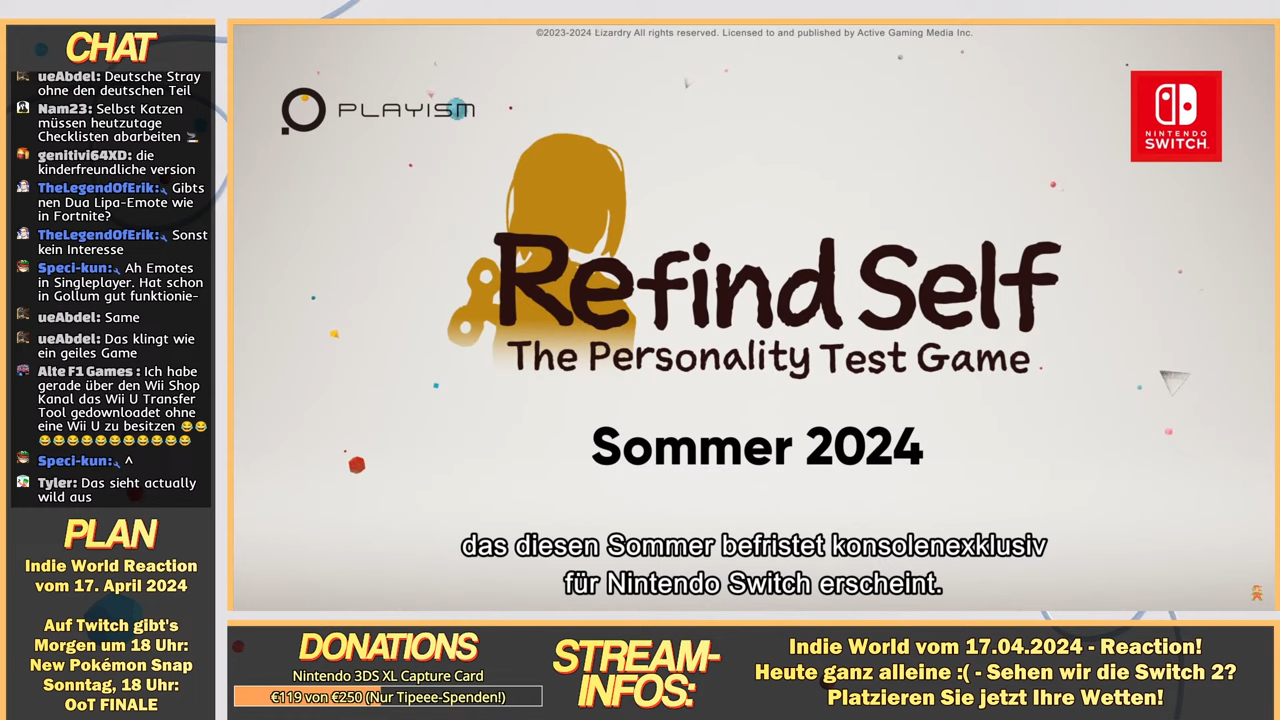 CHAT
ueAbdel: Deutsche Stray
ohne den deutschen Teil
Nam23: Selbst Katzen
müssen heutzutage
Checklisten abarbeiten
genitivi64XD: die
kinderfreundliche version
TheLegendOfErik: Gibts
nen Dua Lipa-Emote wie
in Fortnite?
TheLegendOfErik: Sonst
kein Interesse
Speci-kun: Ah Emotes
in Singleplayer. Hat schon
in Gollum gut funktionie-
ueAbdel: Same
ueAbdel: Das klingt wie
ein geiles Game
Alte F1 Games : Ich habe
gerade über den Wii Shop
Kanal das Wii U Transfer
Tool gedownloadet ohne
eine Wii U zu besitzen 😂😂
😂😂😂😂😂😂😂😂😂😂
Speci-kun: ^
Tyler: Das sieht actually
wild aus
PLAN
Indie World Reaction
vom 17. April 2024
Auf Twitch gibt's
Morgen um 18 Uhr:
New Pokémon Snap
Sonntag, 18 Uhr:
OoT FINALE
©2023-2024 Lizardry All rights reserved. Licensed to and published by Active Gaming Media Inc.
PLAYISM
NINTENDO
SWITCH
Refind Self
The Personality Test Game
Sommer 2024
das diesen Sommer befristet konsolenexklusiv
für Nintendo Switch erscheint.
DONATIONS
Nintendo 3DS XL Capture Card
€119 von €250 (Nur Tipeee-Spenden!)
STREAM-
INFOS:
Indie World vom 17.04.2024 - Reaction!
Heute ganz alleine :( - Sehen wir die Switch 2?
Platzieren Sie jetzt Ihre Wetten!